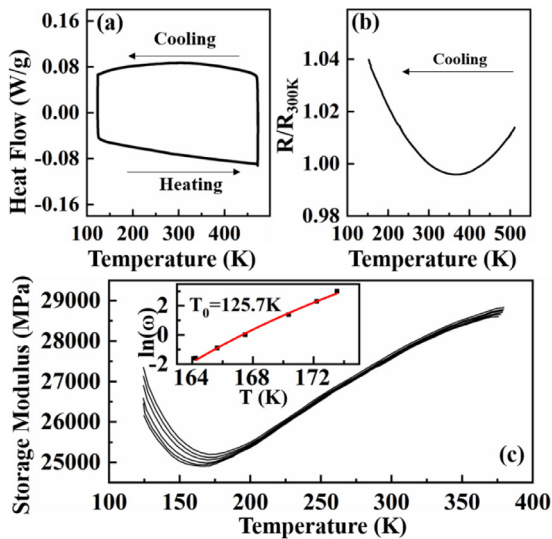 (a)
Cooling
Heating
0.16
0.08
0.00
-0.08
-0.16
Heat Flow (W/g)
100 200 300 400 500
Temperature (K)
(b)
Cooling
1.04
1.02
1.00
0.98
R/R300K
100 200 300 400 500
Temperature (K)
29000
28000
27000
26000
25000
Storage Modulus (MPa)
T0=125.7K
2
0
-2
ln(ω)
164 168 172
T (K)
(c)
100 150 200 250 300 350 400
Temperature (K)